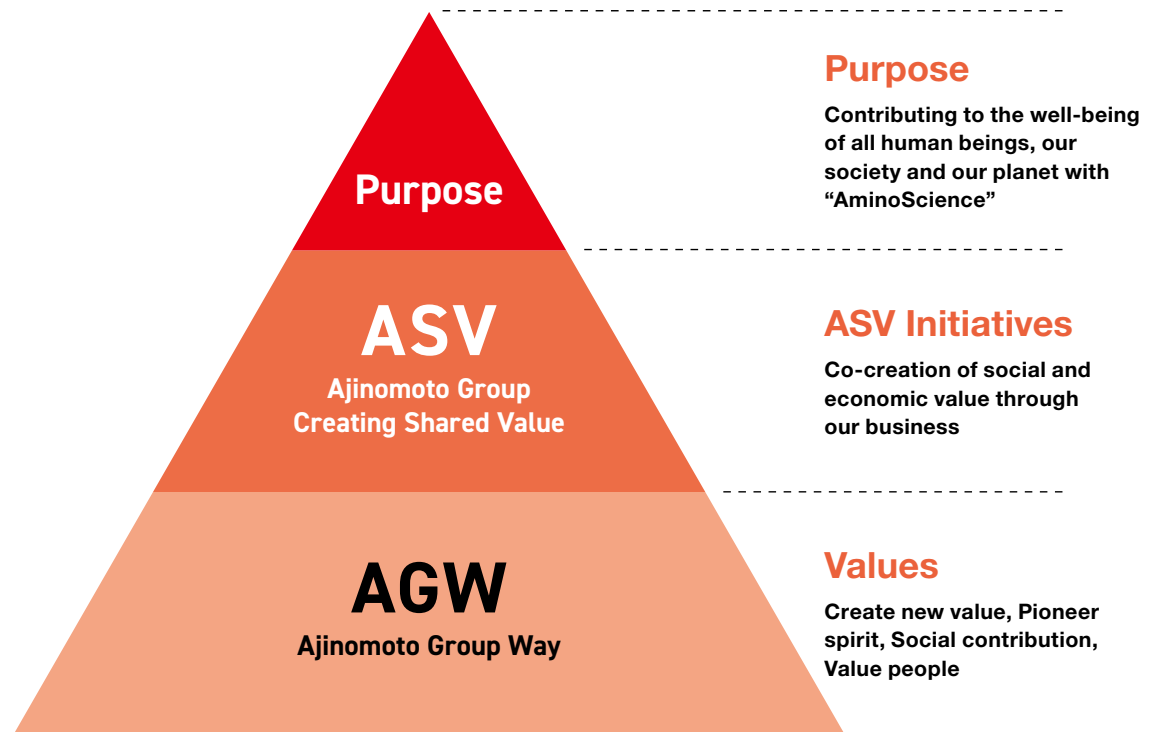 Purpose
Purpose
Contributing to the well-being
of all human beings, our
society and our planet with
“AminoScience”
ASV
Ajinomoto Group
Creating Shared Value
ASV Initiatives
Co-creation of social and
economic value through
our business
AGW
Ajinomoto Group Way
Values
Create new value, Pioneer
spirit, Social contribution,
Value people